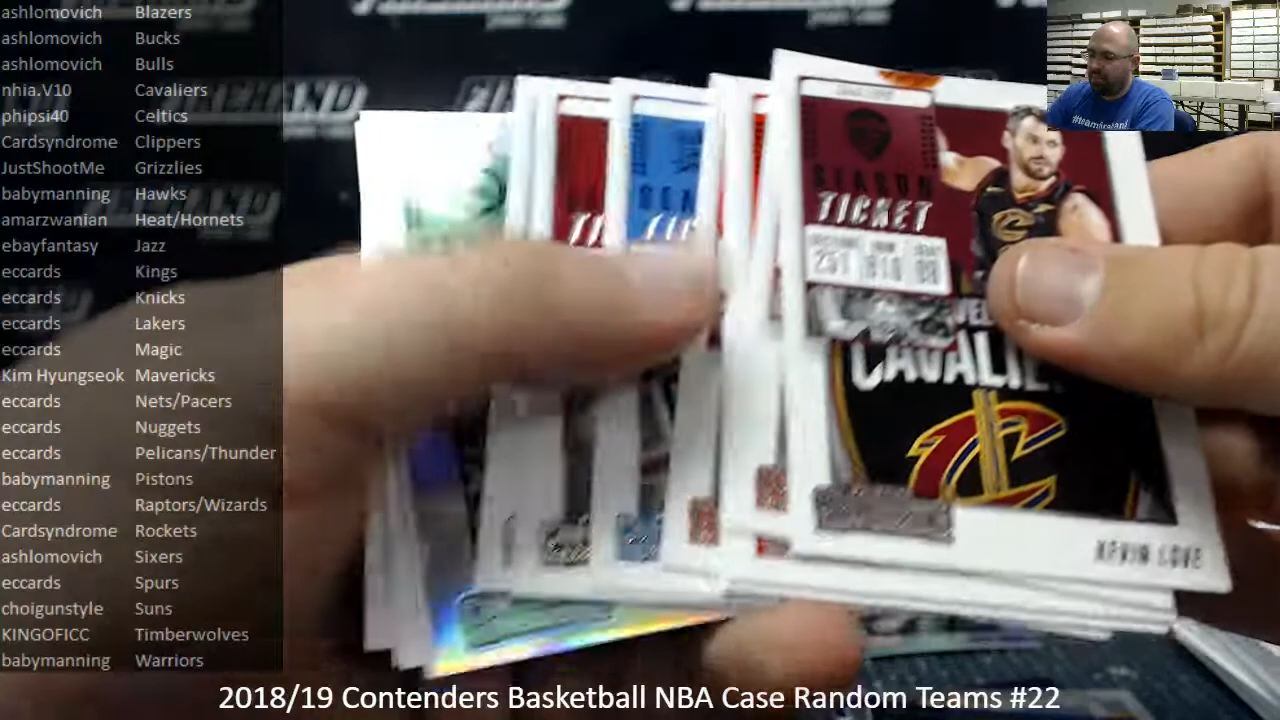 ashlomovich Blazers
ashlomovich Bucks
ashlomovich Bulls
nhia.V10 Cavaliers
phipsi40 Celtics
Cardsyndrome Clippers
JustShootMe Grizzlies
babymanning Hawks
amarzwanian Heat/Hornets
ebayfantasy Jazz
eccards Kings
eccards Knicks
eccards Lakers
eccards Magic
Kim Hyungseok Mavericks
eccards Nets/Pacers
eccards Nuggets
eccards Pelicans/Thunder
babymanning Pistons
eccards Raptors/Wizards
Cardsyndrome Rockets
ashlomovich Sixers
eccards Spurs
choigunstyle Suns
KINGOFICC Timberwolves
babymanning Warriors
SEASON
TICKET
CAVALIE
KEVIN LOVE
2018/19 Contenders Basketball NBA Case Random Teams #22